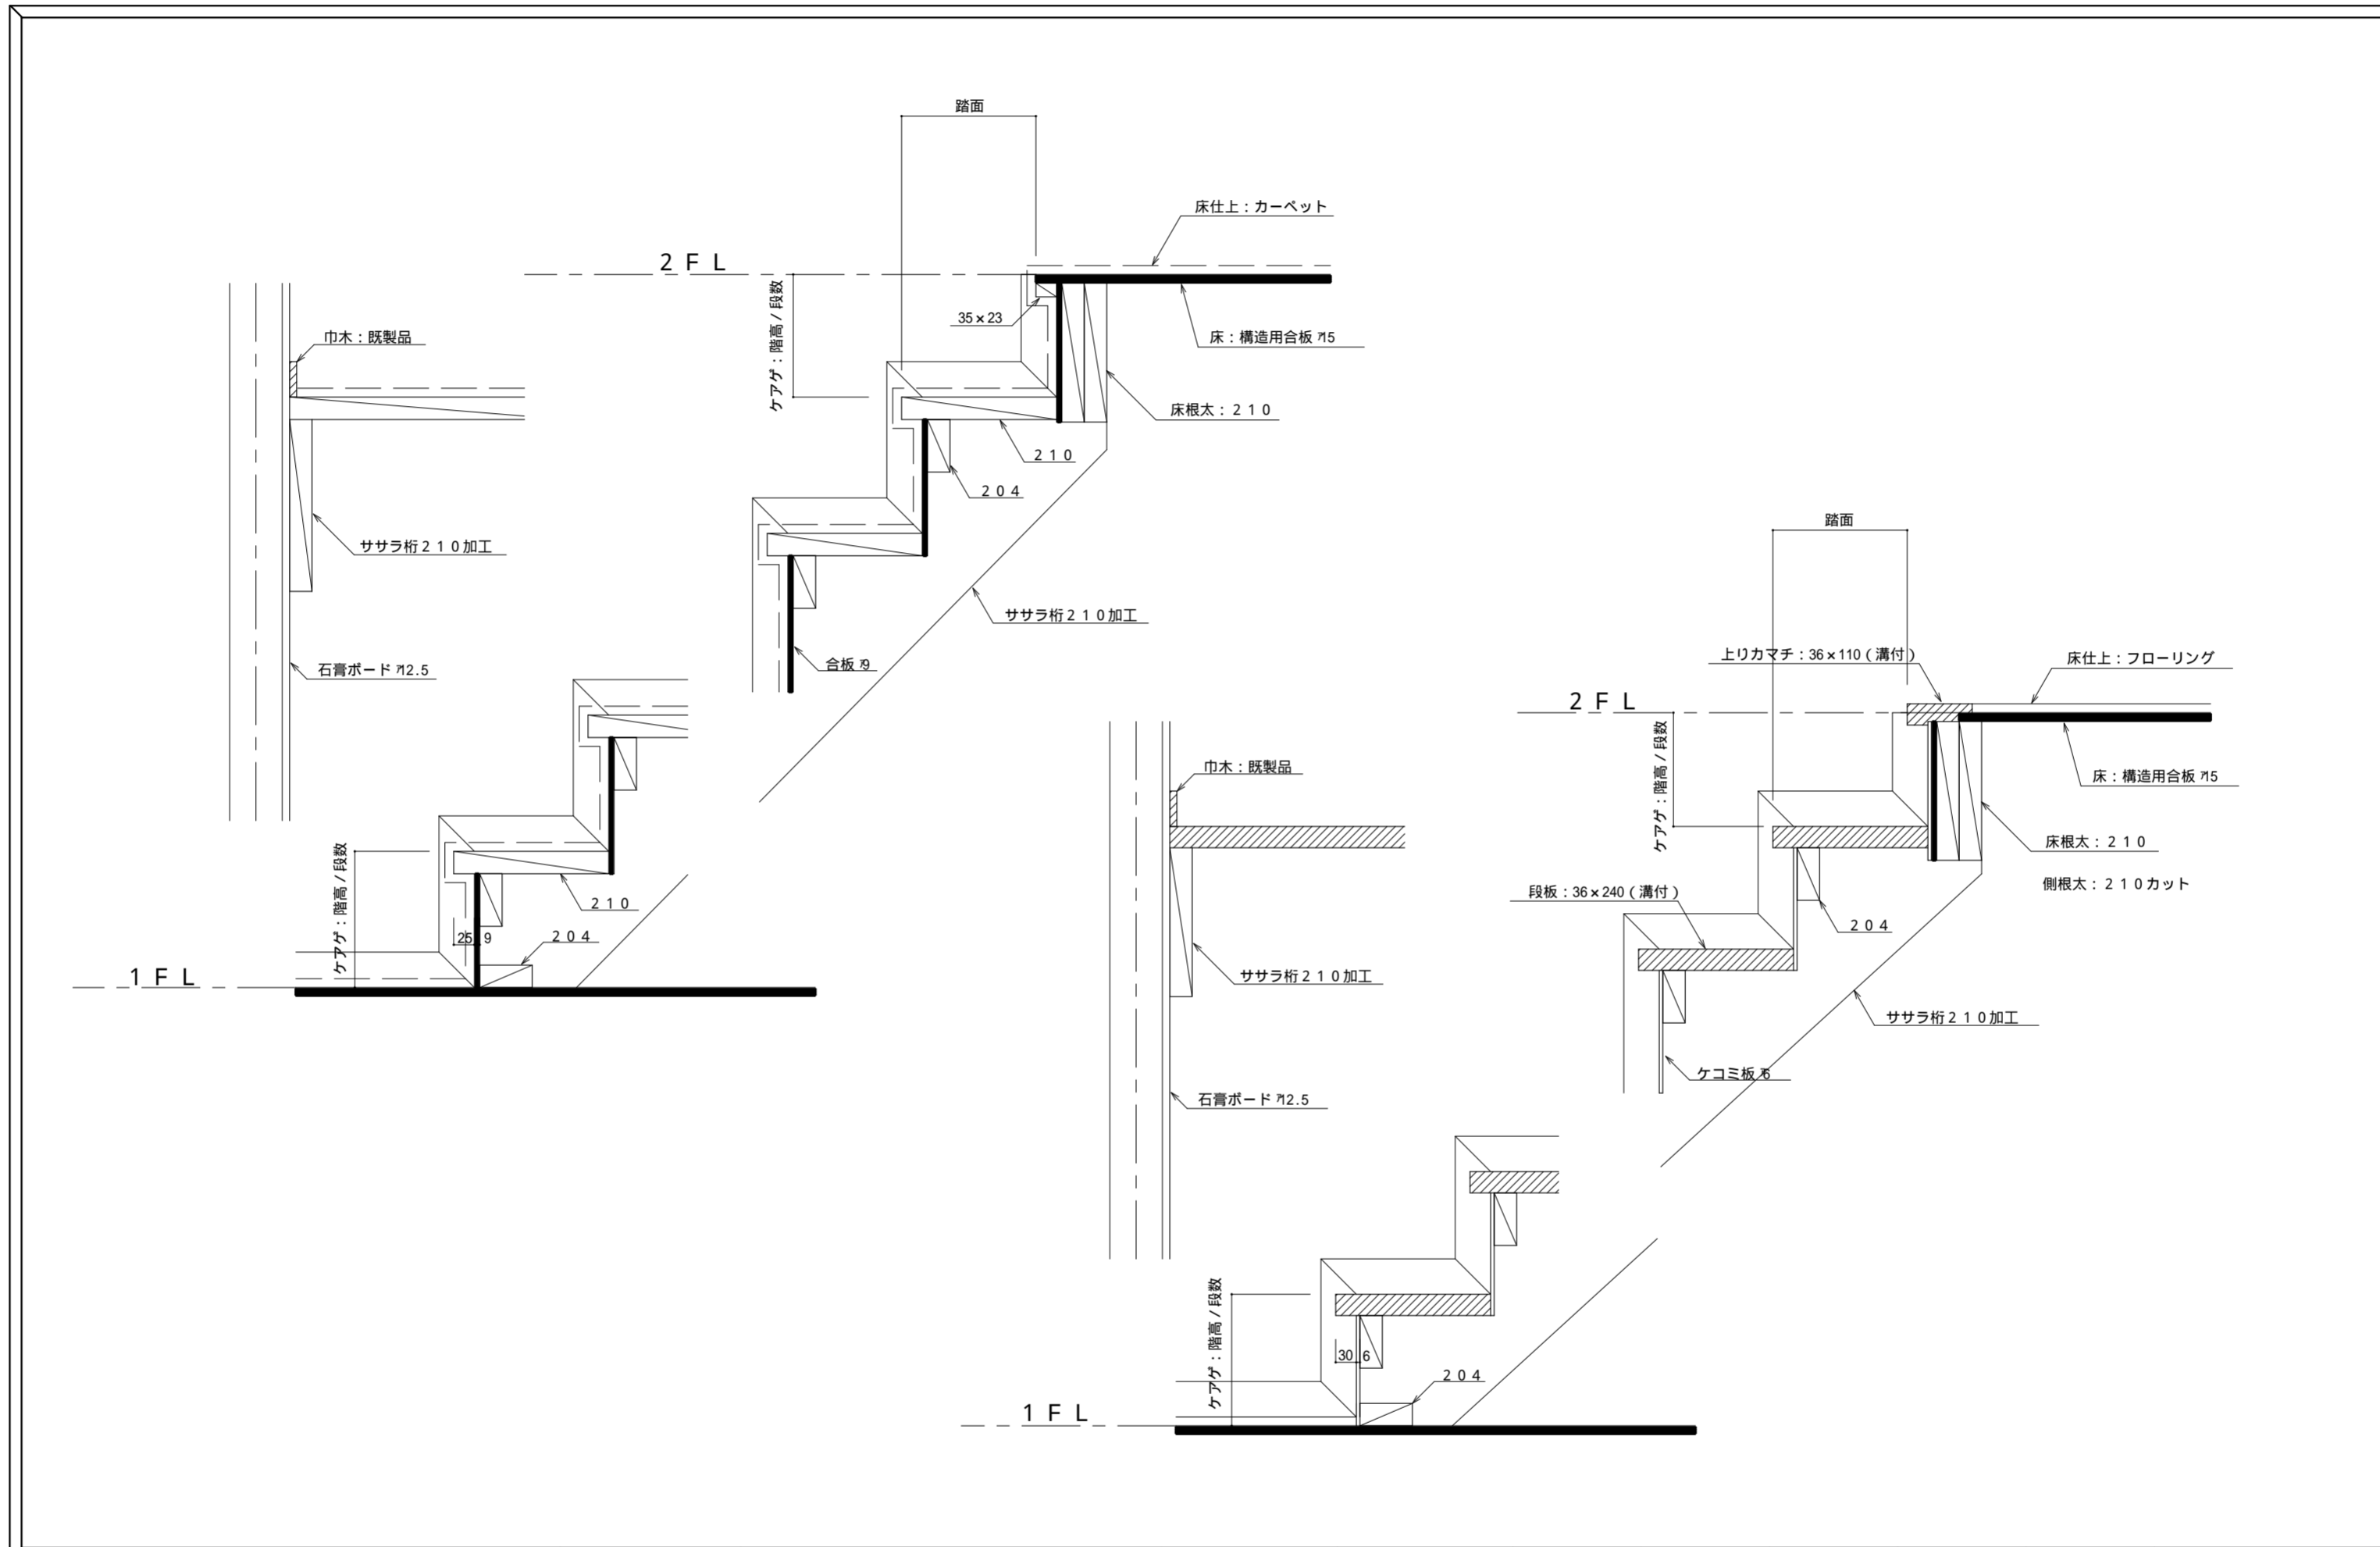 踏面
床仕上：カーペット
２ＦＬ
ケアゲ：階高/段数
35×23
床：構造用合板 ｱ15
床根太：２１０
２１０
２０４
ササラ桁２１０加工
合板 ｱ9
巾木：既製品
ササラ桁２１０加工
石膏ボード ｱ12.5
ケアゲ：階高/段数
２１０
25 9
２０４
１ＦＬ
踏面
上りカマチ：36×110（溝付）
床仕上：フローリング
２ＦＬ
ケアゲ：階高/段数
床：構造用合板 ｱ15
床根太：２１０
側根太：２１０カット
段板：36×240（溝付）
２０４
ササラ桁２１０加工
ケコミ板 ｱ6
巾木：既製品
ササラ桁２１０加工
石膏ボード ｱ12.5
ケアゲ：階高/段数
30 6
２０４
１ＦＬ